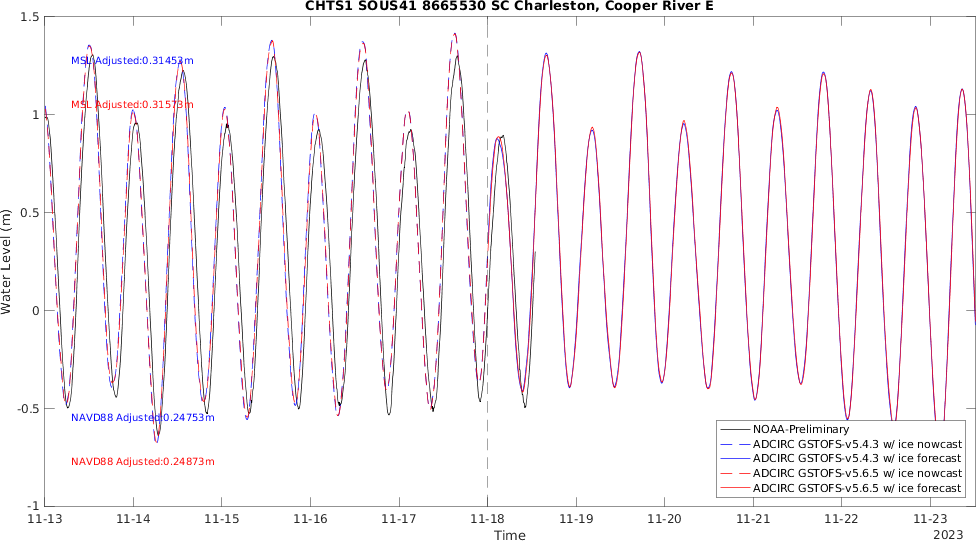 CHTS1 SOUS41 8665530 SC Charleston, Cooper River E
1.5
1
0.5
0
-0.5
-1
Water Level (m)
MSL Adjusted:0.31453m
MSL Adjusted:0.31573m
NAVD88 Adjusted:0.24753m
NAVD88 Adjusted:0.24873m
NOAA-Preliminary
ADCIRC GSTOFS-v5.4.3 w/ ice nowcast
ADCIRC GSTOFS-v5.4.3 w/ ice forecast
ADCIRC GSTOFS-v5.6.5 w/ ice nowcast
ADCIRC GSTOFS-v5.6.5 w/ ice forecast
11-13 11-14 11-15 11-16 11-17 11-18 11-19 11-20 11-21 11-22 11-23
Time
2023